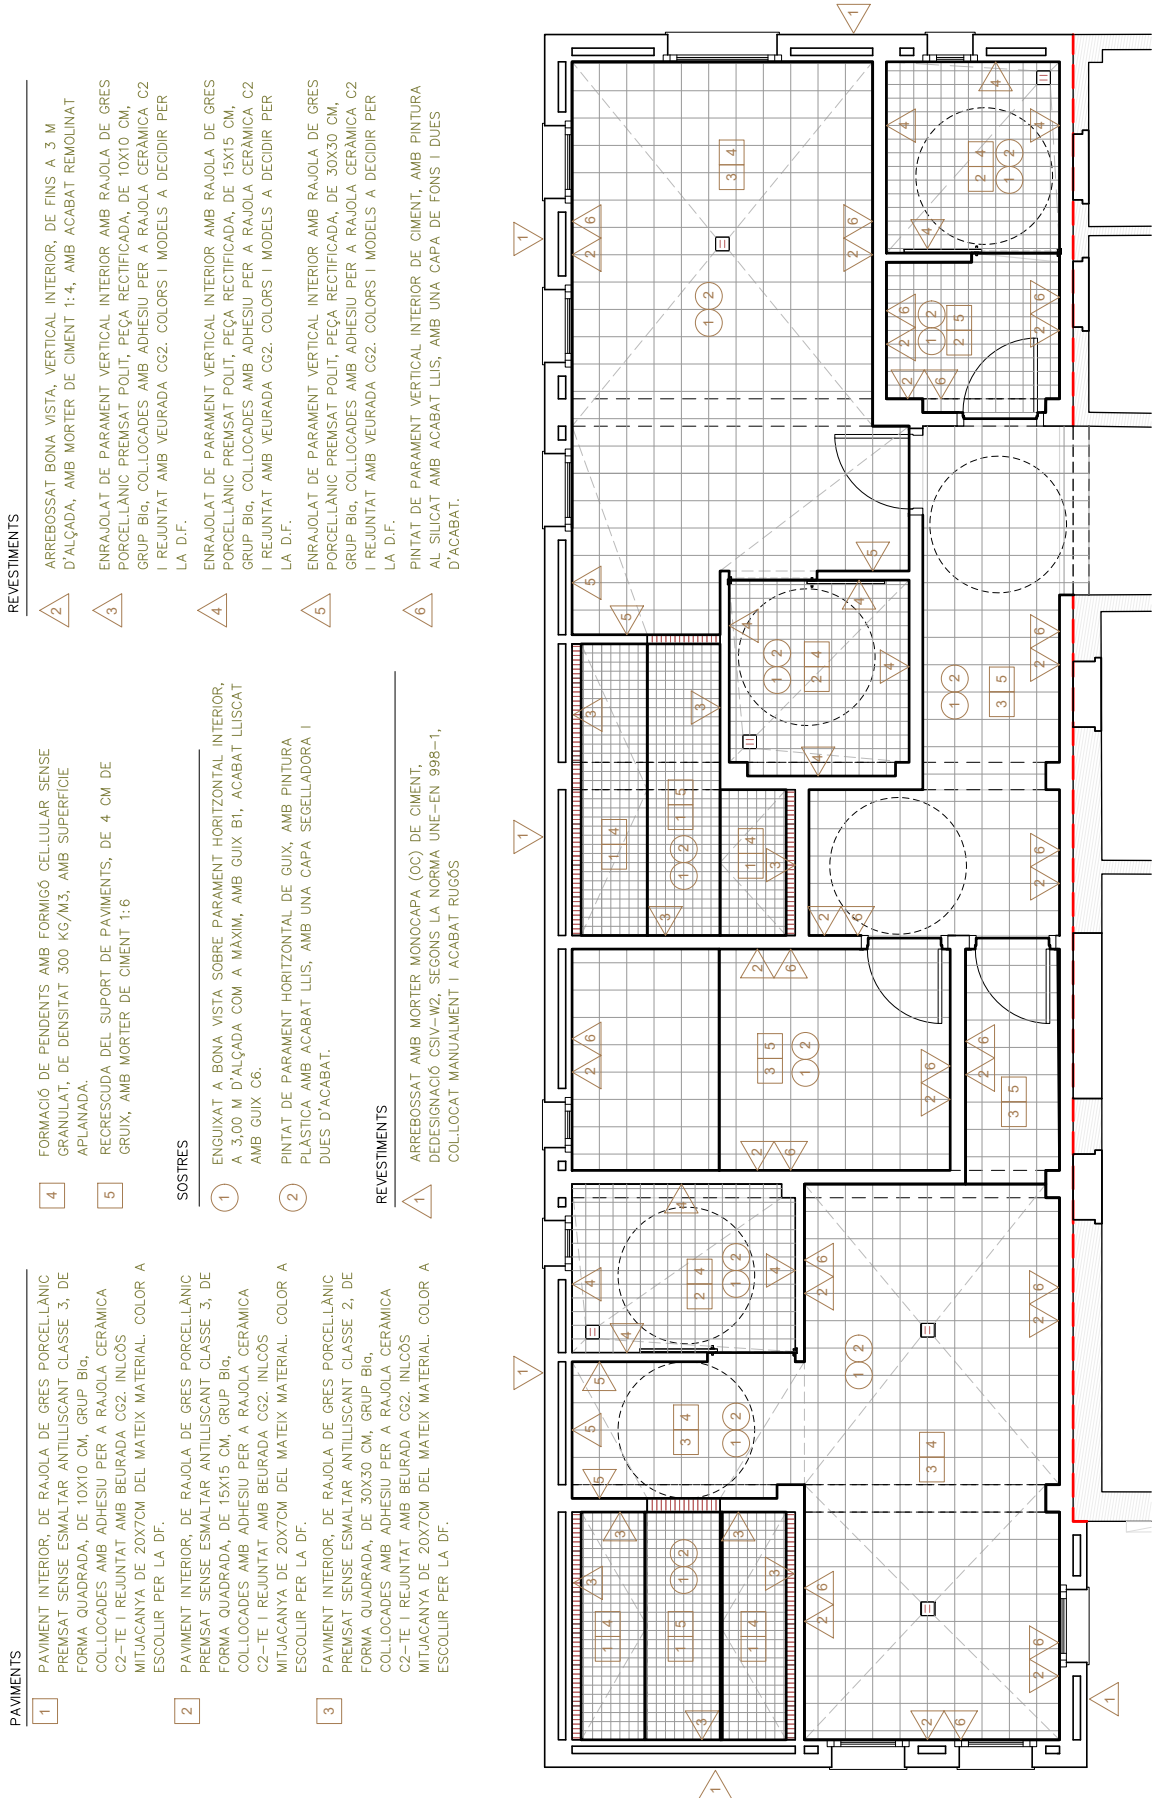 PAVIMENTS
1
PAVIMENT INTERIOR, DE RAJOLA DE GRES PORCEL.LÀNIC
PREMSAT SENSE ESMALTAR ANTILLISCANT CLASSE 3, DE
FORMA QUADRADA, DE 10X10 CM, GRUP BIa,
COL.LOCADES AMB ADHESIU PER A RAJOLA CERÀMICA
C2-TE I REJUNTAT AMB BEURADA CG2. INLCÒS
MITJACANYA DE 20X7CM DEL MATEIX MATERIAL. COLOR A
ESCOLLIR PER LA DF.
2
PAVIMENT INTERIOR, DE RAJOLA DE GRES PORCEL.LÀNIC
PREMSAT SENSE ESMALTAR ANTILLISCANT CLASSE 3, DE
FORMA QUADRADA, DE 15X15 CM, GRUP BIa,
COL.LOCADES AMB ADHESIU PER A RAJOLA CERÀMICA
C2-TE I REJUNTAT AMB BEURADA CG2. INLCÒS
MITJACANYA DE 20X7CM DEL MATEIX MATERIAL. COLOR A
ESCOLLIR PER LA DF.
3
PAVIMENT INTERIOR, DE RAJOLA DE GRES PORCEL.LÀNIC
PREMSAT SENSE ESMALTAR ANTILLISCANT CLASSE 2, DE
FORMA QUADRADA, DE 30X30 CM, GRUP BIa,
COL.LOCADES AMB ADHESIU PER A RAJOLA CERÀMICA
C2-TE I REJUNTAT AMB BEURADA CG2. INLCÒS
MITJACANYA DE 20X7CM DEL MATEIX MATERIAL. COLOR A
ESCOLLIR PER LA DF.
4
FORMACIÓ DE PENDENTS AMB FORMIGÓ CEL.LULAR SENSE
GRANULAT, DE DENSITAT 300 KG/M3, AMB SUPERFÍCIE
APLANADA.
5
RECRESCUDA DEL SUPORT DE PAVIMENTS, DE 4 CM DE
GRUIX, AMB MORTER DE CIMENT 1:6
SOSTRES
1
ENGUIXAT A BONA VISTA SOBRE PARAMENT HORITZONTAL INTERIOR,
A 3,00 M D'ALÇADA COM A MÀXIM, AMB GUIX B1, ACABAT LLISCAT
AMB GUIX C6.
2
PINTAT DE PARAMENT HORITZONTAL DE GUIX, AMB PINTURA
PLÀSTICA AMB ACABAT LLIS, AMB UNA CAPA SEGELLADORA I
DUES D'ACABAT.
REVESTIMENTS
1
ARREBOSSAT AMB MORTER MONOCAPA (OC) DE CIMENT,
DEDESIGNACIÓ CSIV-W2, SEGONS LA NORMA UNE-EN 998-1,
COL.LOCAT MANUALMENT I ACABAT RUGÓS
REVESTIMENTS
2
ARREBOSSAT BONA VISTA, VERTICAL INTERIOR, DE FINS A 3 M
D'ALÇADA, AMB MORTER DE CIMENT 1:4, AMB ACABAT REMOLINAT
3
ENRAJOLAT DE PARAMENT VERTICAL INTERIOR AMB RAJOLA DE GRES
PORCEL.LÀNIC PREMSAT POLIT, PEÇA RECTIFICADA, DE 10X10 CM,
GRUP BIa, COL.LOCADES AMB ADHESIU PER A RAJOLA CERÀMICA C2
I REJUNTAT AMB VEURADA CG2. COLORS I MODELS A DECIDIR PER
LA D.F.
4
ENRAJOLAT DE PARAMENT VERTICAL INTERIOR AMB RAJOLA DE GRES
PORCEL.LÀNIC PREMSAT POLIT, PEÇA RECTIFICADA, DE 15X15 CM,
GRUP BIa, COL.LOCADES AMB ADHESIU PER A RAJOLA CERÀMICA C2
I REJUNTAT AMB VEURADA CG2. COLORS I MODELS A DECIDIR PER
LA D.F.
5
ENRAJOLAT DE PARAMENT VERTICAL INTERIOR AMB RAJOLA DE GRES
PORCEL.LÀNIC PREMSAT POLIT, PEÇA RECTIFICADA, DE 30X30 CM,
GRUP BIa, COL.LOCADES AMB ADHESIU PER A RAJOLA CERÀMICA C2
I REJUNTAT AMB VEURADA CG2. COLORS I MODELS A DECIDIR PER
LA D.F.
6
PINTAT DE PARAMENT VERTICAL INTERIOR DE CIMENT, AMB PINTURA
AL SILICAT AMB ACABAT LLIS, AMB UNA CAPA DE FONS I DUES
D'ACABAT.